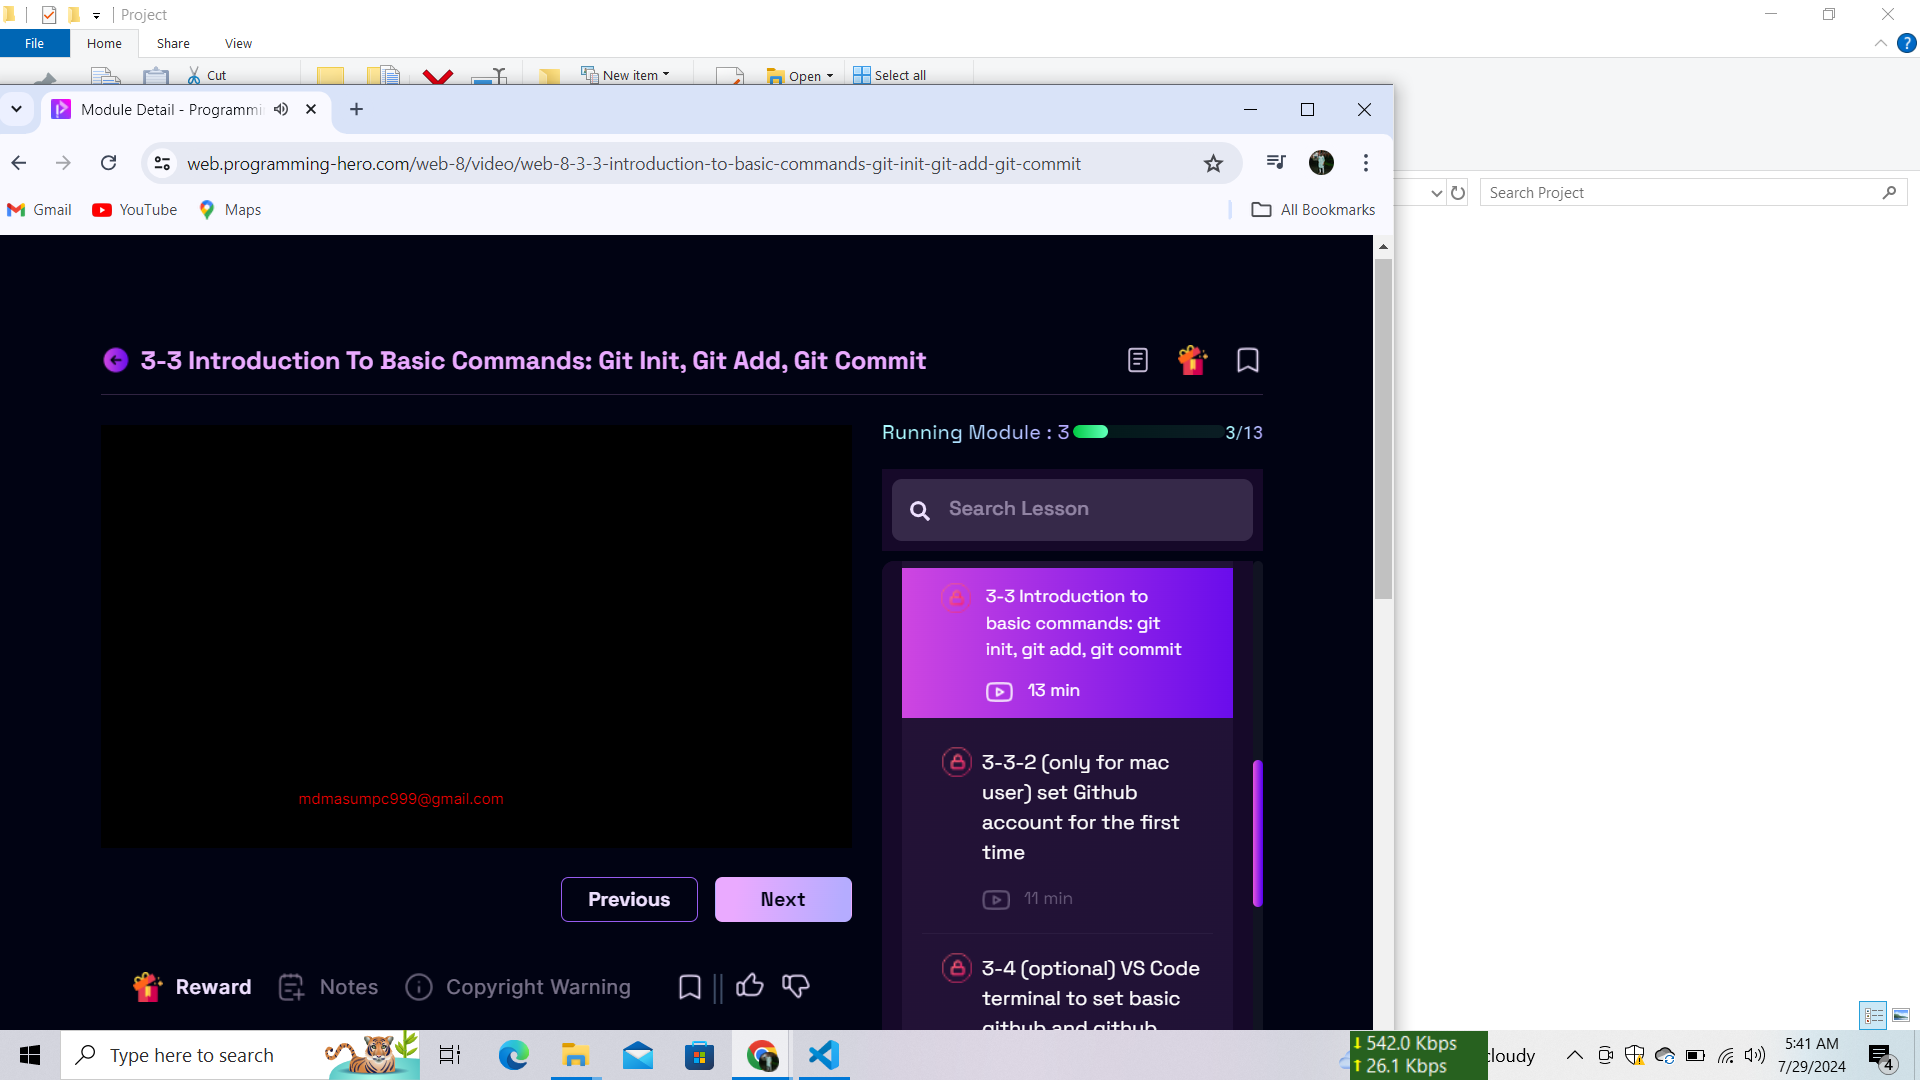 Project
File
Home
Share
View
Cut
New item
Open
Select all
Module Detail - Programmi
web.programming-hero.com/web-8/video/web-8-3-3-introduction-to-basic-commands-git-init-git-add-git-commit
Search Project
Gmail
YouTube
Maps
All Bookmarks
3-3 Introduction To Basic Commands: Git Init, Git Add, Git Commit
Running Module : 3
3/13
Search Lesson
3-3 Introduction to
basic commands: git
init, git add, git commit
13 min
3-3-2 (only for mac
user) set Github
account for the first
time
11 min
3-4 (optional) VS Code
terminal to set basic
github and github
mdmasumpc999@gmail.com
Previous
Next
Reward
Notes
Copyright Warning
Type here to search
542.0 Kbps
26.1 Kbps
cloudy
5:41 AM
7/29/2024
4